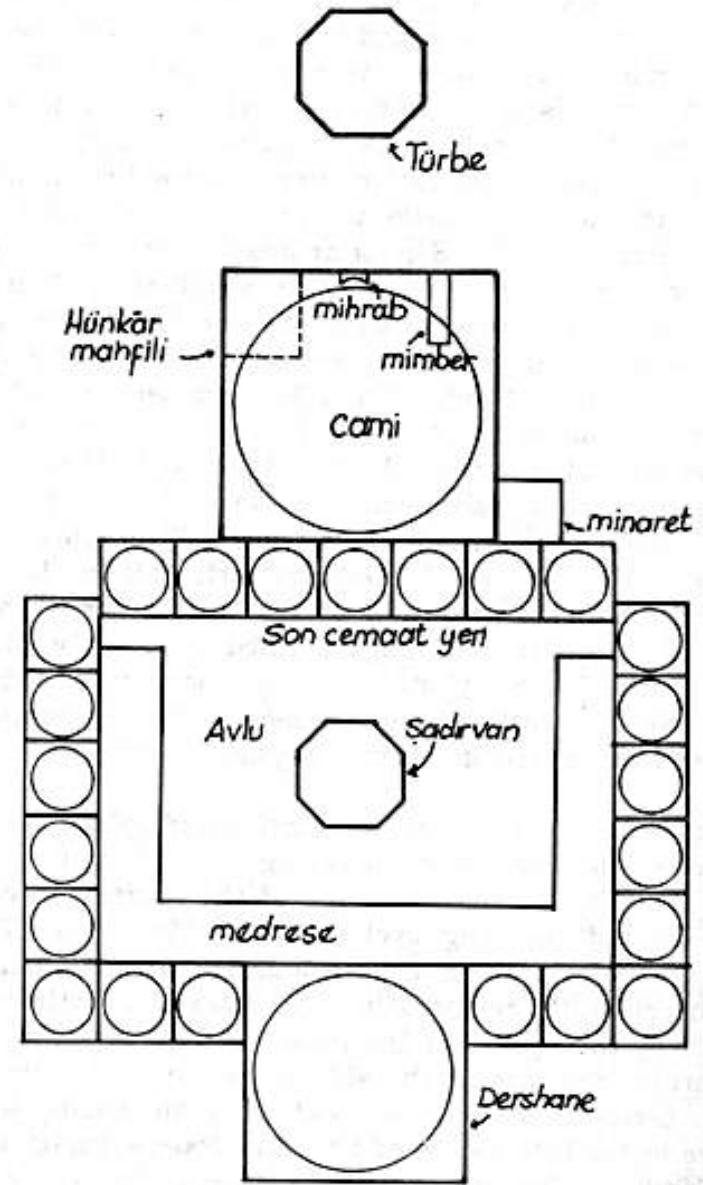 Türbe
Hünkâr
mahfili
mihrab
mimber
Cami
minaret
Son cemaat yeri
Avlu
Şadırvan
medrese
Dershane